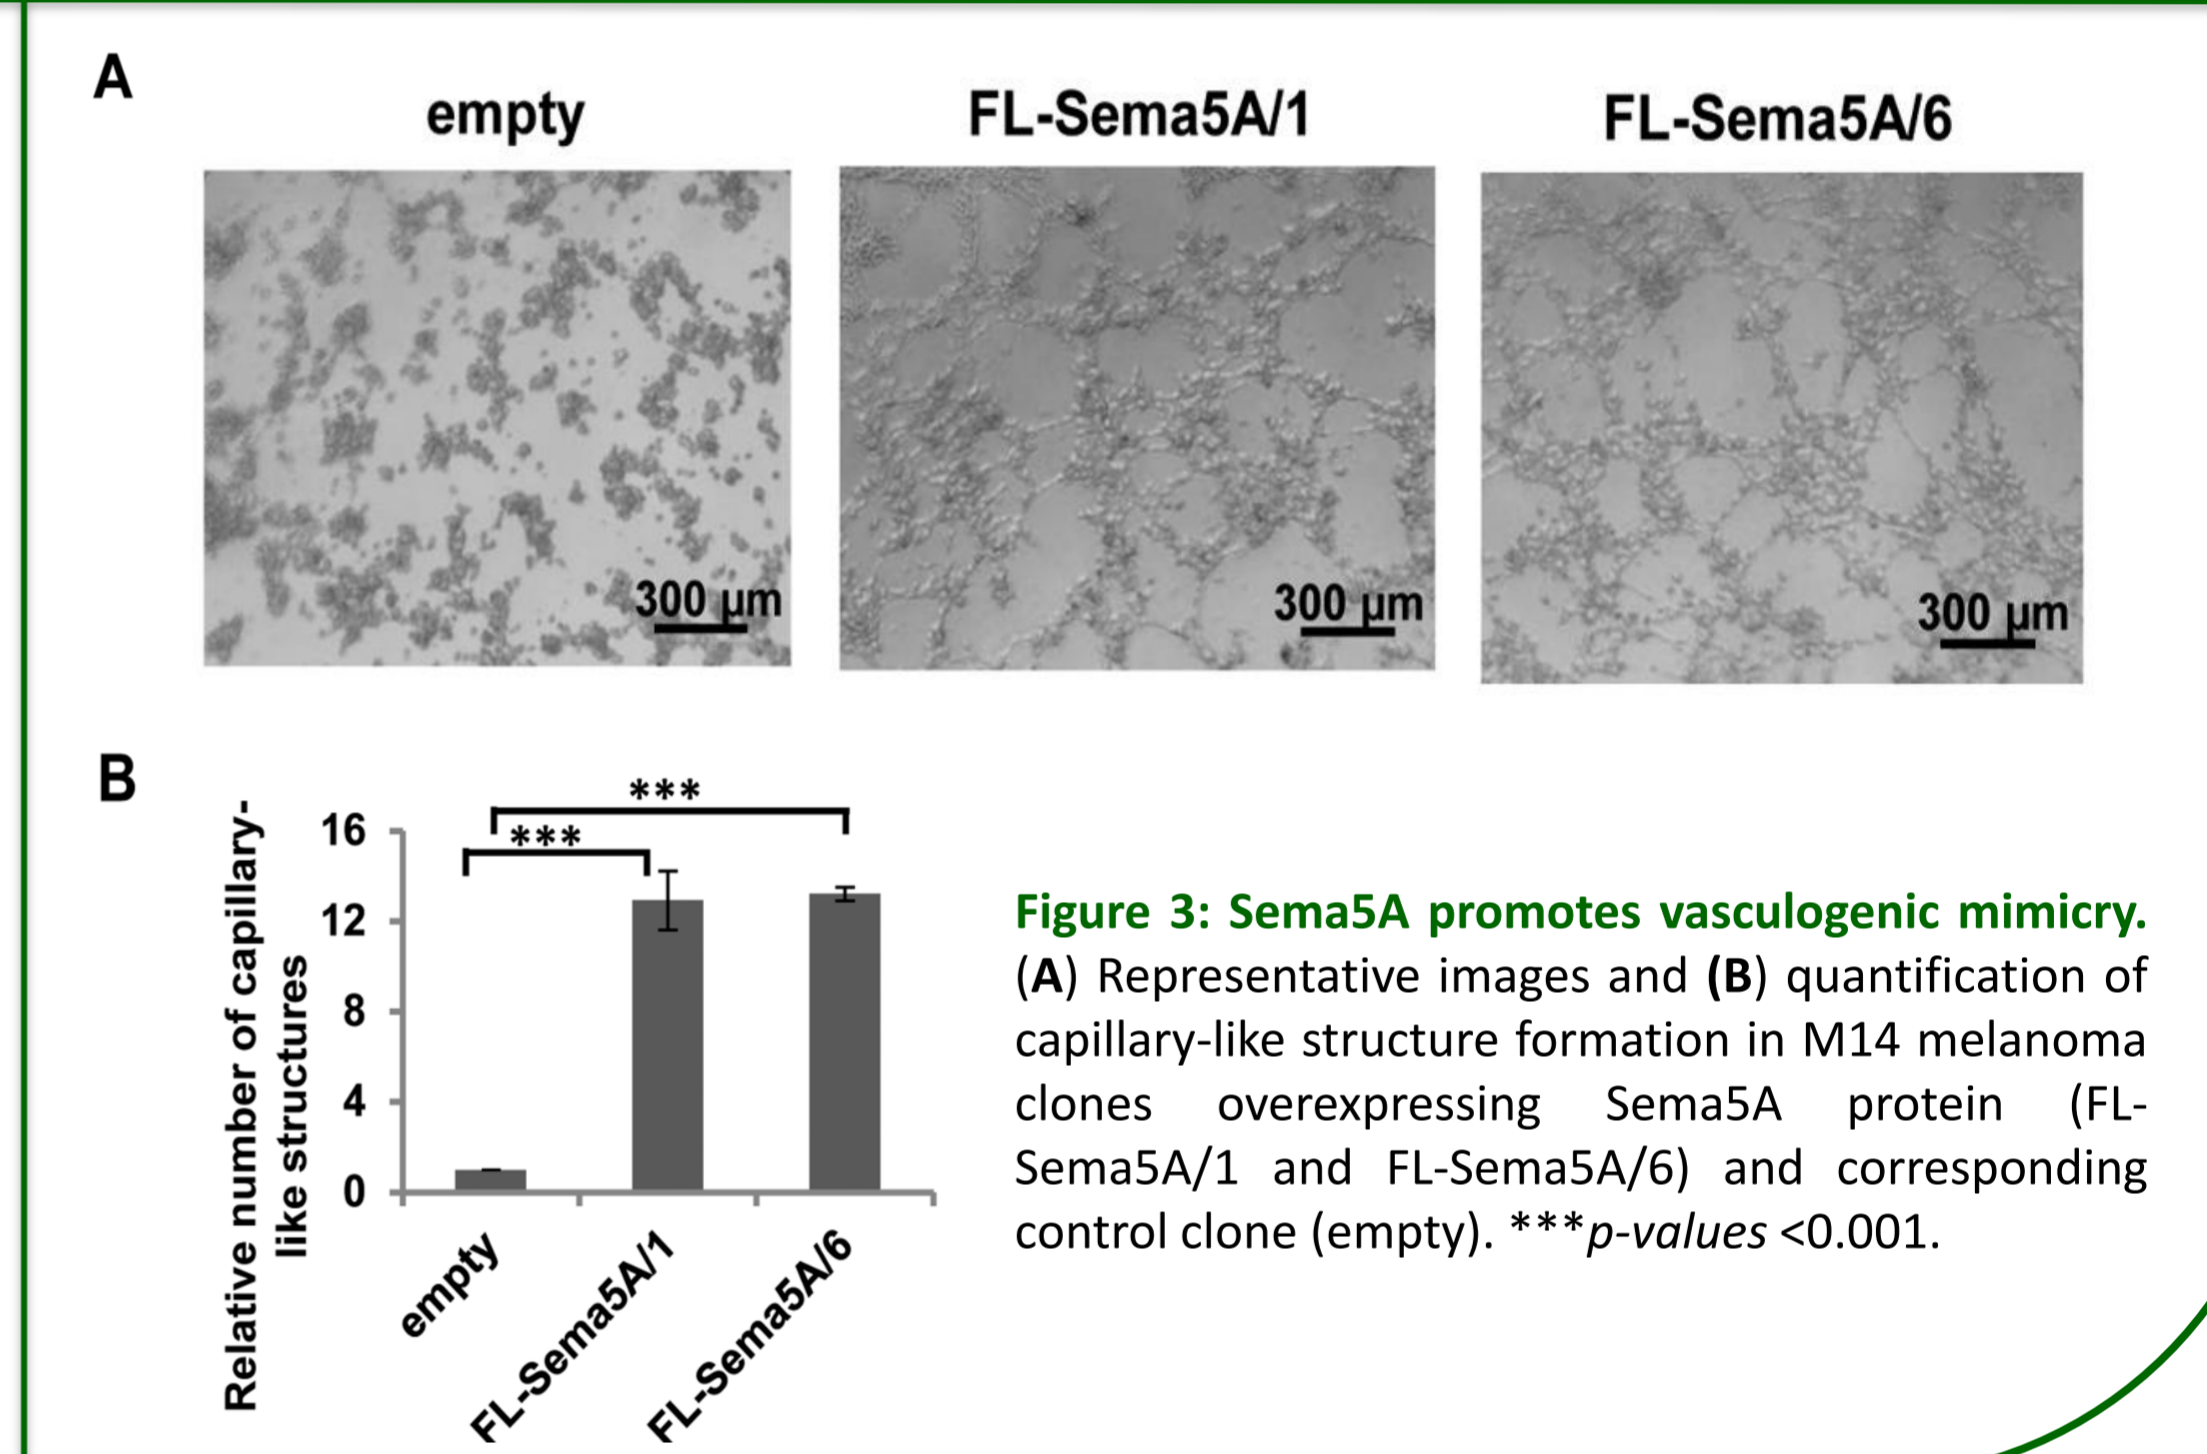 A
empty
FL-Sema5A/1
FL-Sema5A/6
300 µm
300 µm
300 µm
B
Relative number of capillary-
like structures
16
12
8
4
0
***
***
empty
FL-Sema5A/1
FL-Sema5A/6
Figure 3: Sema5A promotes vasculogenic mimicry.
(A) Representative images and (B) quantification of
capillary-like structure formation in M14 melanoma
clones overexpressing Sema5A protein (FL-
Sema5A/1 and FL-Sema5A/6) and corresponding
control clone (empty). ***p-values <0.001.